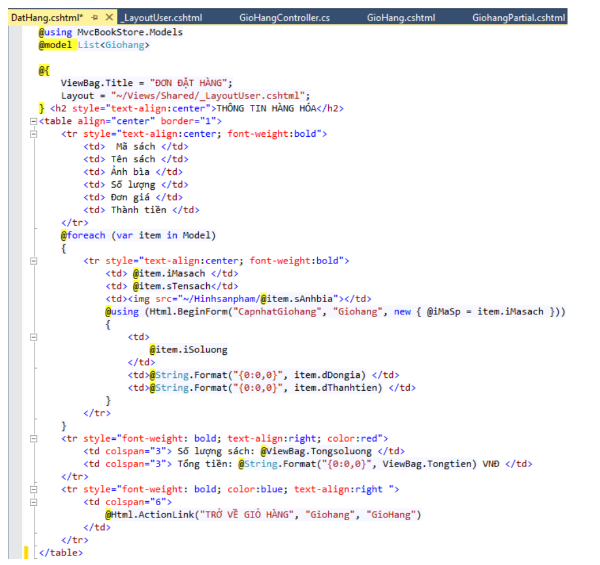 DatHang.cshtml* _LayoutUser.cshtml GioHangController.cs GioHang.cshtml GiohangPartial.cshtml
@using MvcBookStore.Models
@model List<Giohang>
@{
ViewBag.Title = "ĐƠN ĐẶT HÀNG";
Layout = "~/Views/Shared/_LayoutUser.cshtml";
} <h2 style="text-align:center">THÔNG TIN HÀNG HÓA</h2>
<table align="center" border="1">
<tr style="text-align:center; font-weight:bold">
<td> Mã sách </td>
<td> Tên sách </td>
<td> Ảnh bìa </td>
<td> Số lượng </td>
<td> Đơn giá </td>
<td> Thành tiền </td>
</tr>
@foreach (var item in Model)
{
<tr style="text-align:center; font-weight:bold">
<td> @item.iMasach </td>
<td> @item.sTensach</td>
<td><img src="~/Hinhsanpham/@item.sAnhbia"></td>
@using (Html.BeginForm("CapnhatGiohang", "Giohang", new { @iMaSp = item.iMasach }))
{
<td>
@item.iSoluong
</td>
<td>@String.Format("{0:0,0}", item.dDongia) </td>
<td>@String.Format("{0:0,0}", item.dThanhtien) </td>
}
</tr>
}
<tr style="font-weight: bold; text-align:right; color:red">
<td colspan="3"> Số lượng sách: @ViewBag.Tongsoluong </td>
<td colspan="3"> Tổng tiền: @String.Format("{0:0,0}", ViewBag.Tongtien) VNĐ </td>
</tr>
<tr style="font-weight: bold; color:blue; text-align:right ">
<td colspan="6">
@Html.ActionLink("TRỞ VỀ GIỎ HÀNG", "Giohang", "GioHang")
</td>
</tr>
</table>